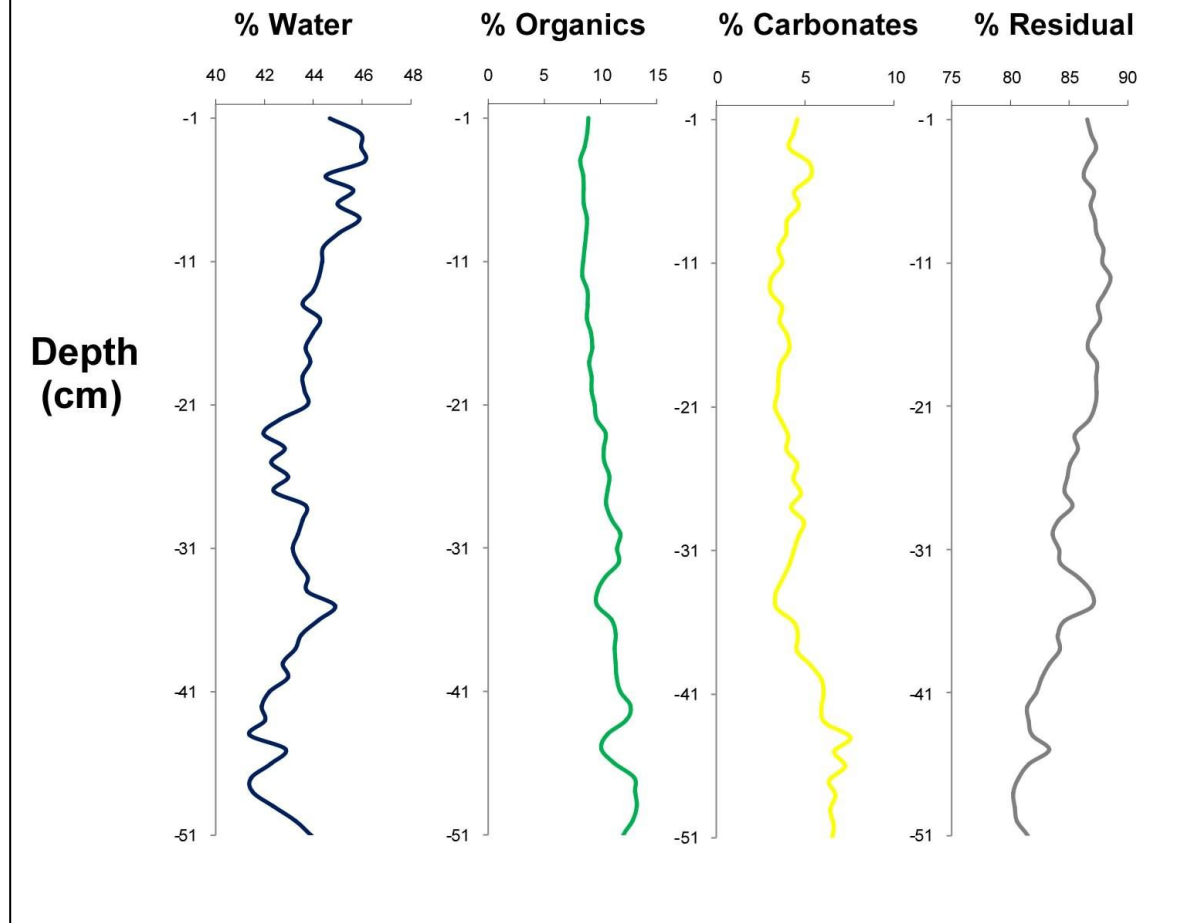 % Water % Organics % Carbonates % Residual
40 42 44 46 48 0 5 10 15 0 5 10 75 80 85 90
-1 -1 -1 -1
-11 -11 -11 -11
Depth
(cm)
-21 -21 -21 -21
-31 -31 -31 -31
-41 -41 -41 -41
-51 -51 -51 -51